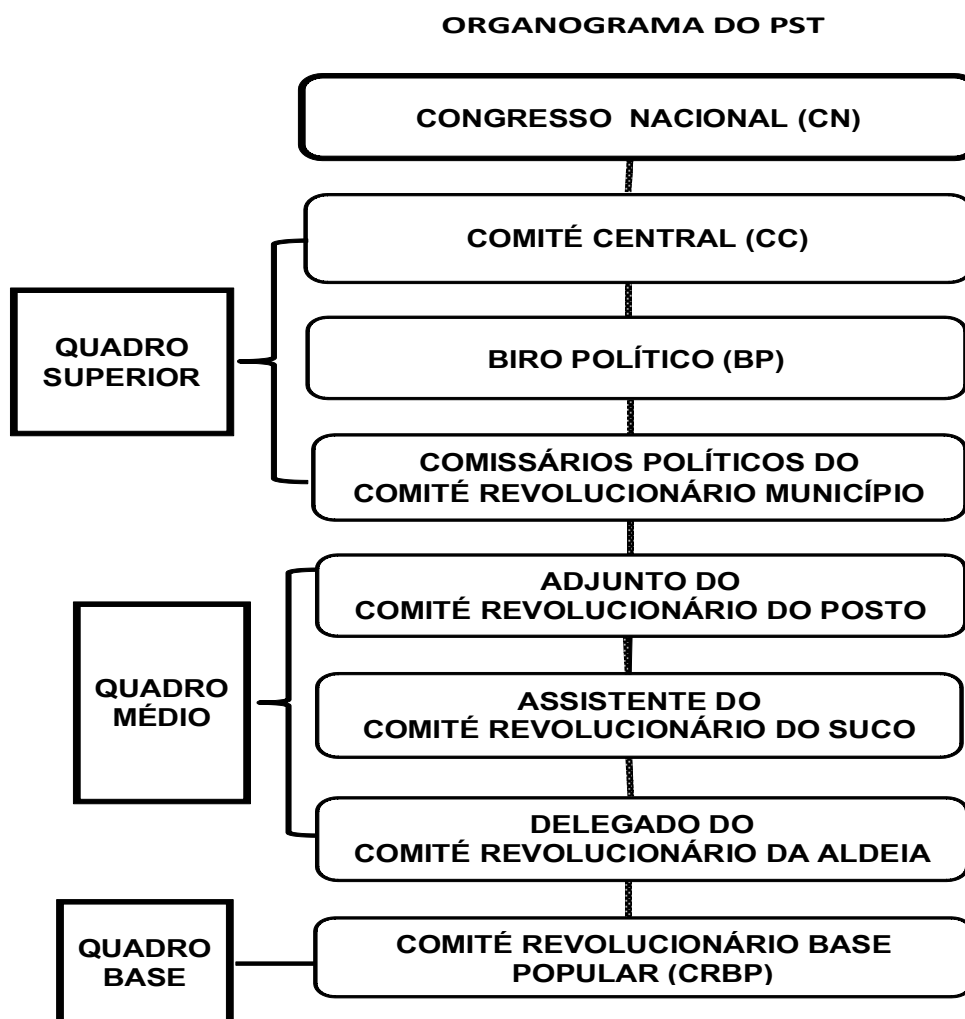 ORGANOGRAMA DO PST
CONGRESSO NACIONAL (CN)
COMITÉ CENTRAL (CC)
QUADRO
SUPERIOR
BIRO POLÍTICO (BP)
COMISSÁRIOS POLÍTICOS DO
COMITÉ REVOLUCIONÁRIO MUNICÍPIO
ADJUNTO DO
COMITÉ REVOLUCIONÁRIO DO POSTO
QUADRO
MÉDIO
ASSISTENTE DO
COMITÉ REVOLUCIONÁRIO DO SUCO
DELEGADO DO
COMITÉ REVOLUCIONÁRIO DA ALDEIA
QUADRO
BASE
COMITÉ REVOLUCIONÁRIO BASE
POPULAR (CRBP)